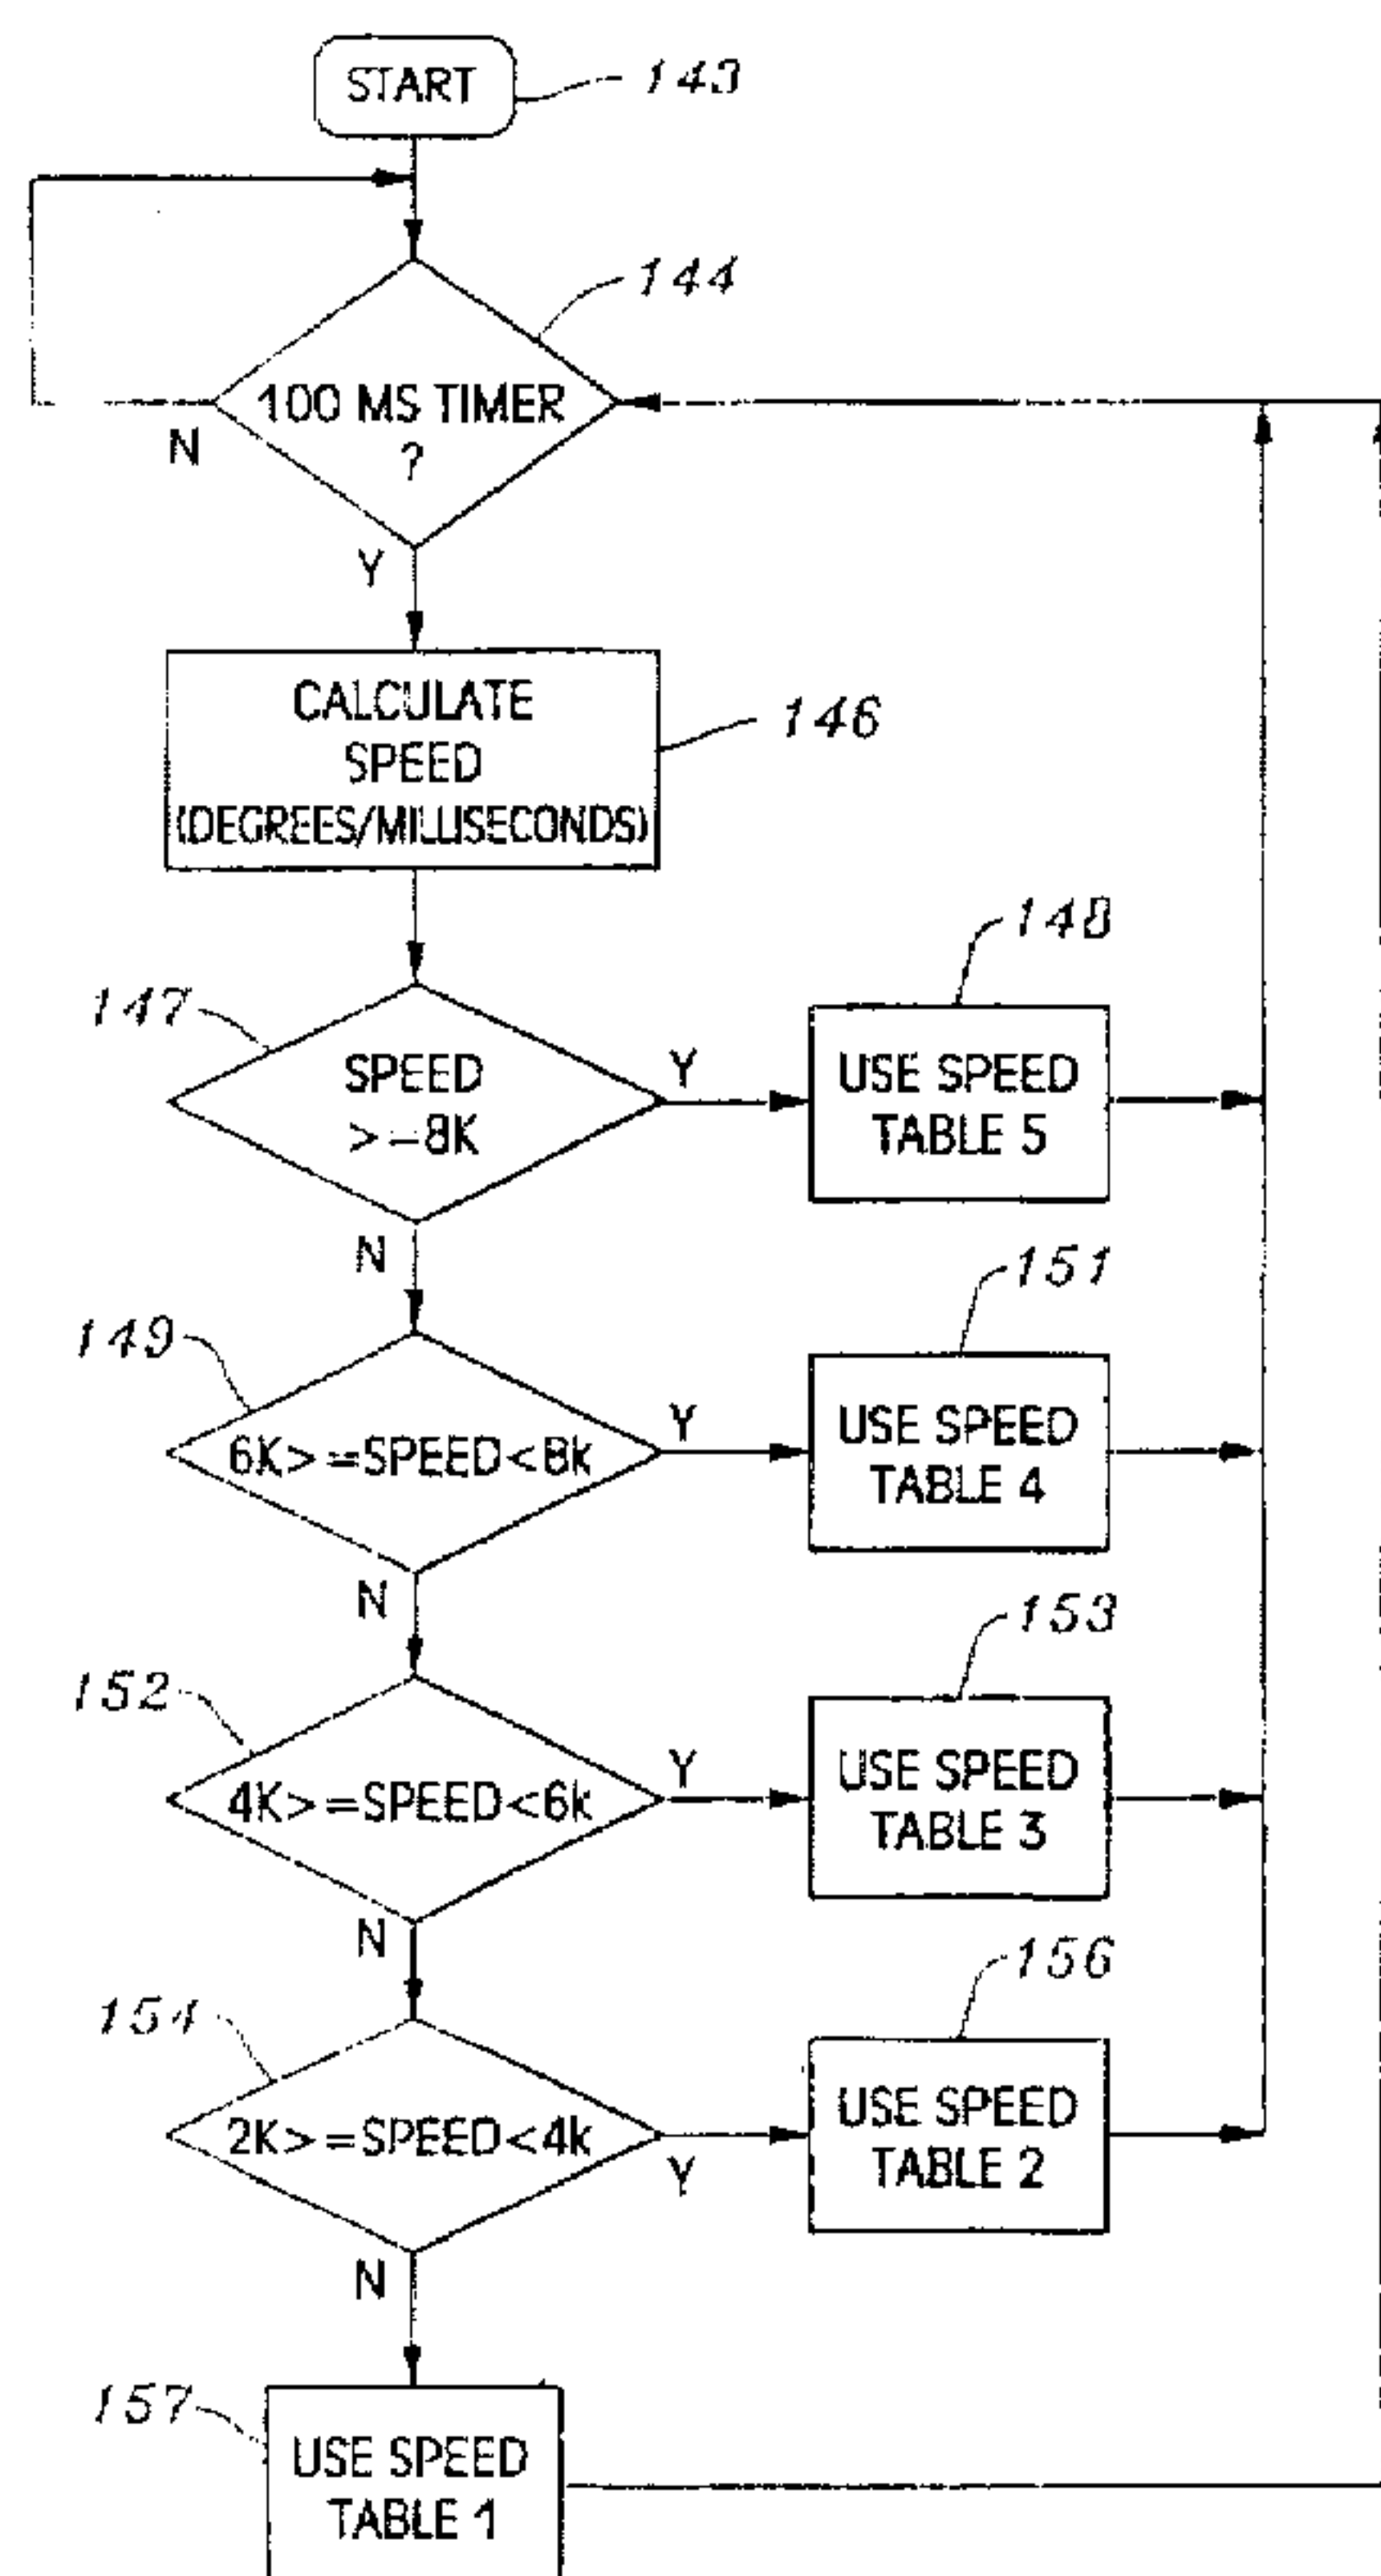 START
143
144
100 MS TIMER
?
N
Y
CALCULATE
SPEED
(DEGREES/MILLISECONDS)
146
147
SPEED
>=8K
Y
148
USE SPEED
TABLE 5
N
149
6K>=SPEED<8k
Y
151
USE SPEED
TABLE 4
N
152
4K>=SPEED<6k
Y
153
USE SPEED
TABLE 3
N
154
2K>=SPEED<4k
Y
156
USE SPEED
TABLE 2
N
157
USE SPEED
TABLE 1